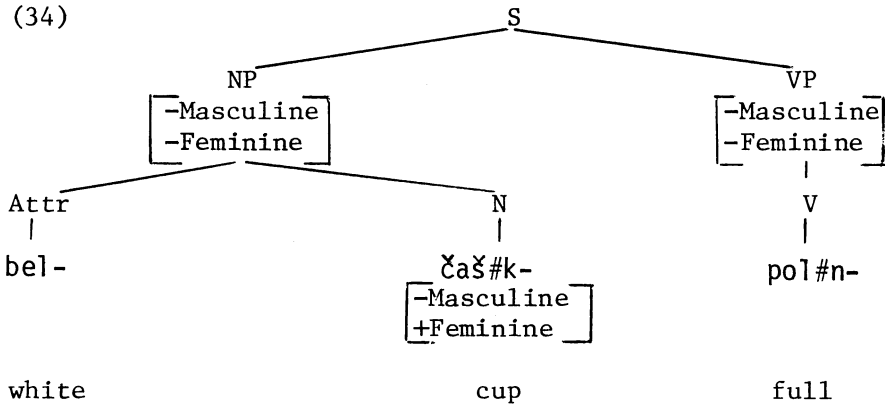 (34)
S
NP VP
-Masculine -Masculine
-Feminine -Feminine
Attr N V
bel- čaš#k- pol#n-
-Masculine
+Feminine
white cup full